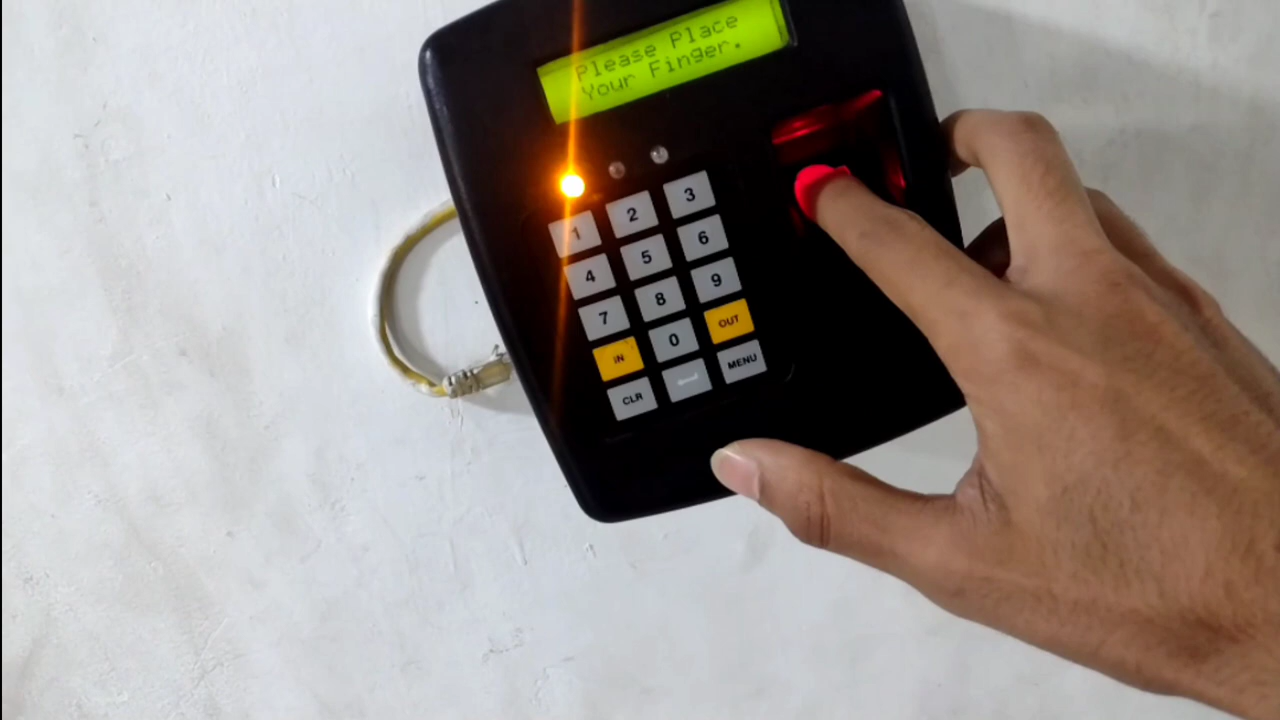 Please Place
Your Finger.
1 2 3
4 5 6
7 8 9
IN 0 OUT
CLR MENU